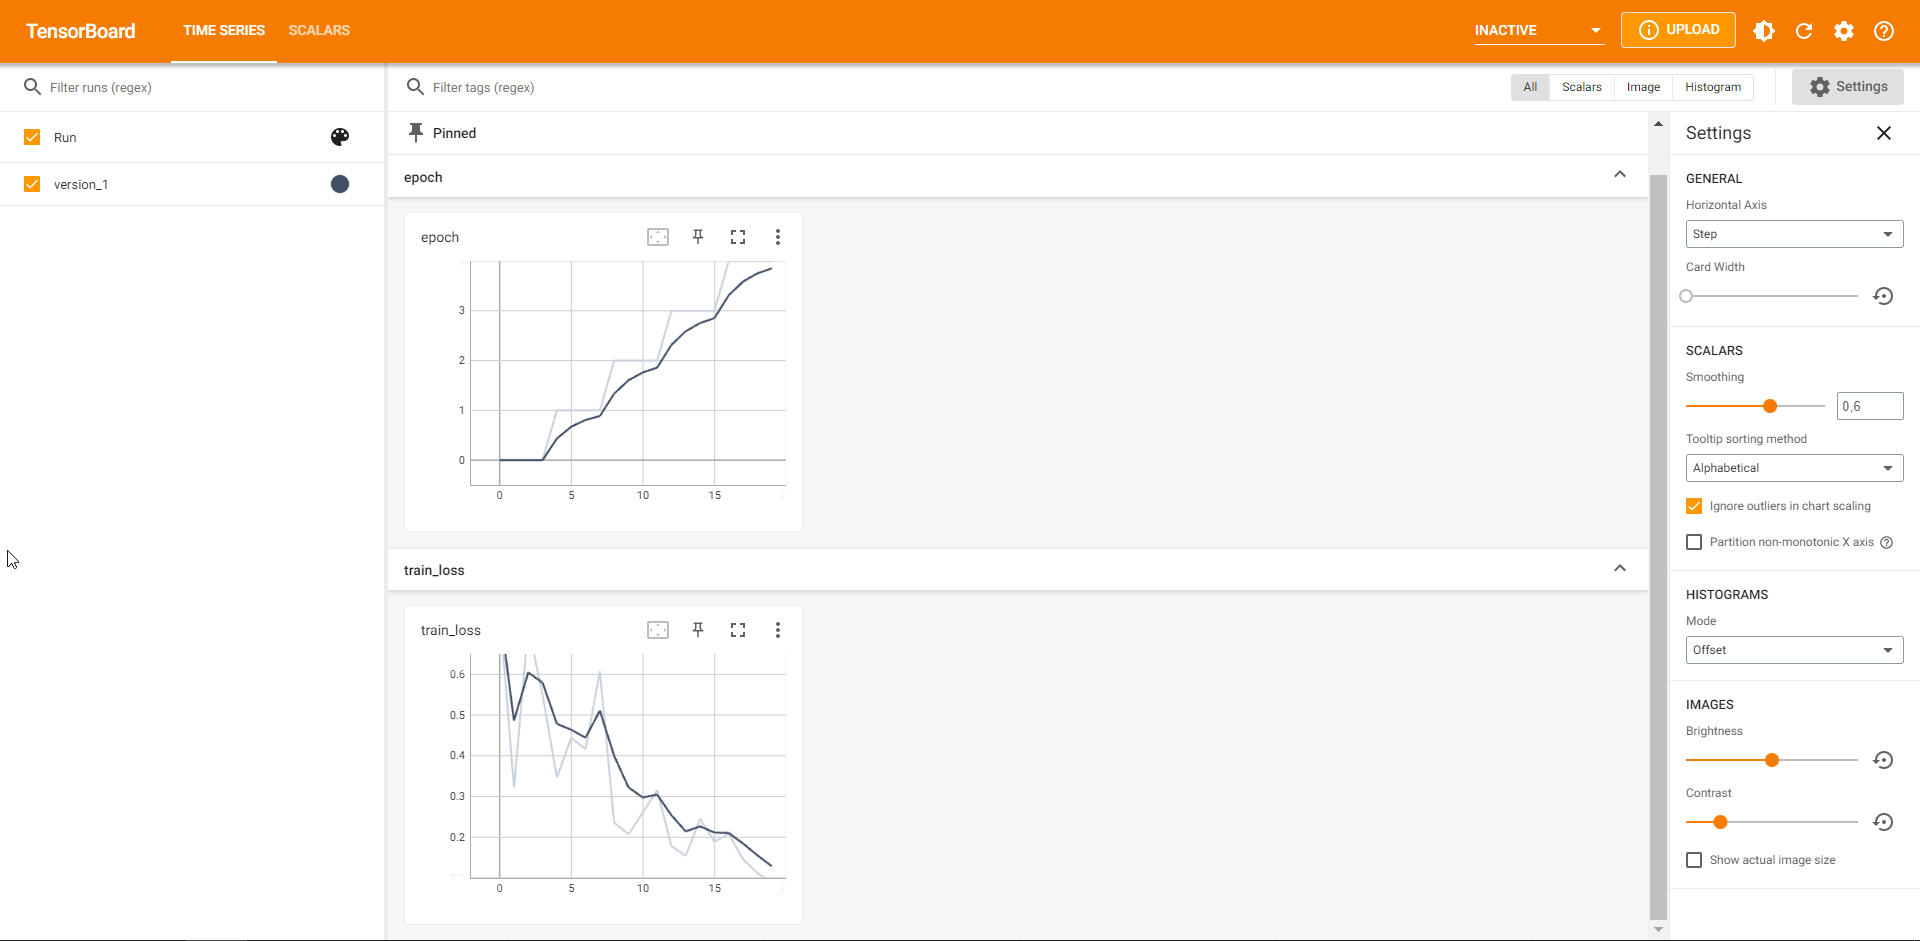 TensorBoard TIME SERIES SCALARS INACTIVE UPLOAD
Filter runs (regex)
Run
version_1
Filter tags (regex) All Scalars Image Histogram Settings
Pinned
epoch
epoch
3
2
1
0
0 5 10 15
train_loss
train_loss
0.6
0.5
0.4
0.3
0.2
0 5 10 15
Settings
GENERAL
Horizontal Axis
Step
Card Width
SCALARS
Smoothing
0,6
Tooltip sorting method
Alphabetical
Ignore outliers in chart scaling
Partition non-monotonic X axis
HISTOGRAMS
Mode
Offset
IMAGES
Brightness
Contrast
Show actual image size